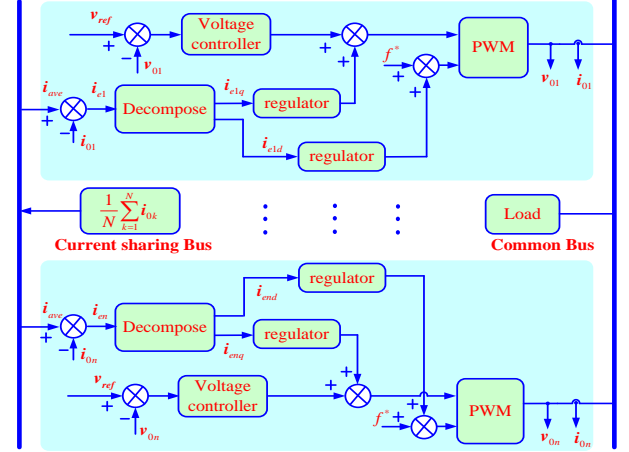 v_ref
+
−
v_01
Voltage
controller
+
+
f*
+
+
PWM
v_01
i_01
i_ave
+
−
i_01
i_e1
Decompose
i_e1q
regulator
i_e1d
regulator
1/N ∑_{k=1}^{N} i_0k
Current sharing Bus
Load
Common Bus
i_ave
+
−
i_0n
i_en
Decompose
i_end
regulator
i_enq
regulator
v_ref
+
−
v_0n
Voltage
controller
+
+
f*
+
+
PWM
v_0n
i_0n